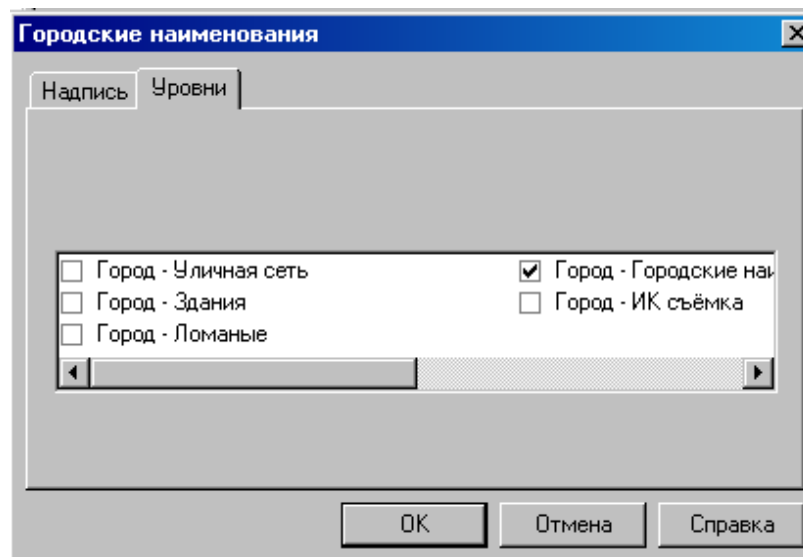 Городские наименования
Надпись Уровни
Город - Уличная сеть
Город - Здания
Город - Ломаные
Город - Городские
Город - ИК съёмка
OK Отмена Справка